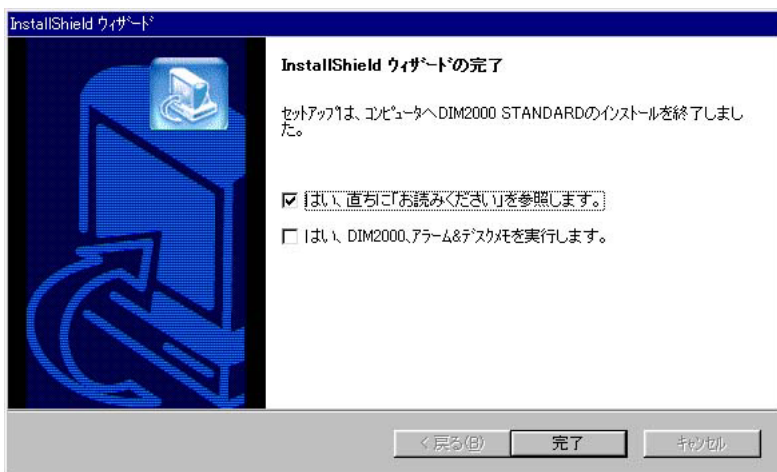 InstallShield ウィザード
InstallShield ウィザードの完了
セットアップは、コンピュータへDIM2000 STANDARDのインストールを終了しまし
た。
はい、直ちに「お読みください」を参照します。
はい、DIM2000、アラーム&デスクメモを実行します。
< 戻る(B)
完了
キャンセル